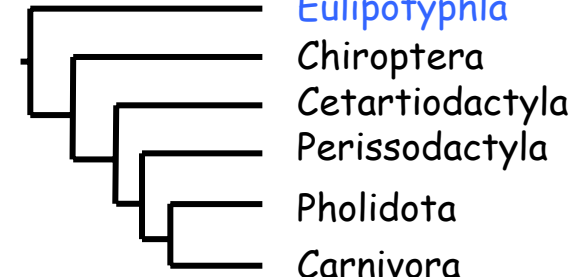 Eulipotyphla
Chiroptera
Cetartiodactyla
Perissodactyla
Pholidota
Carnivora